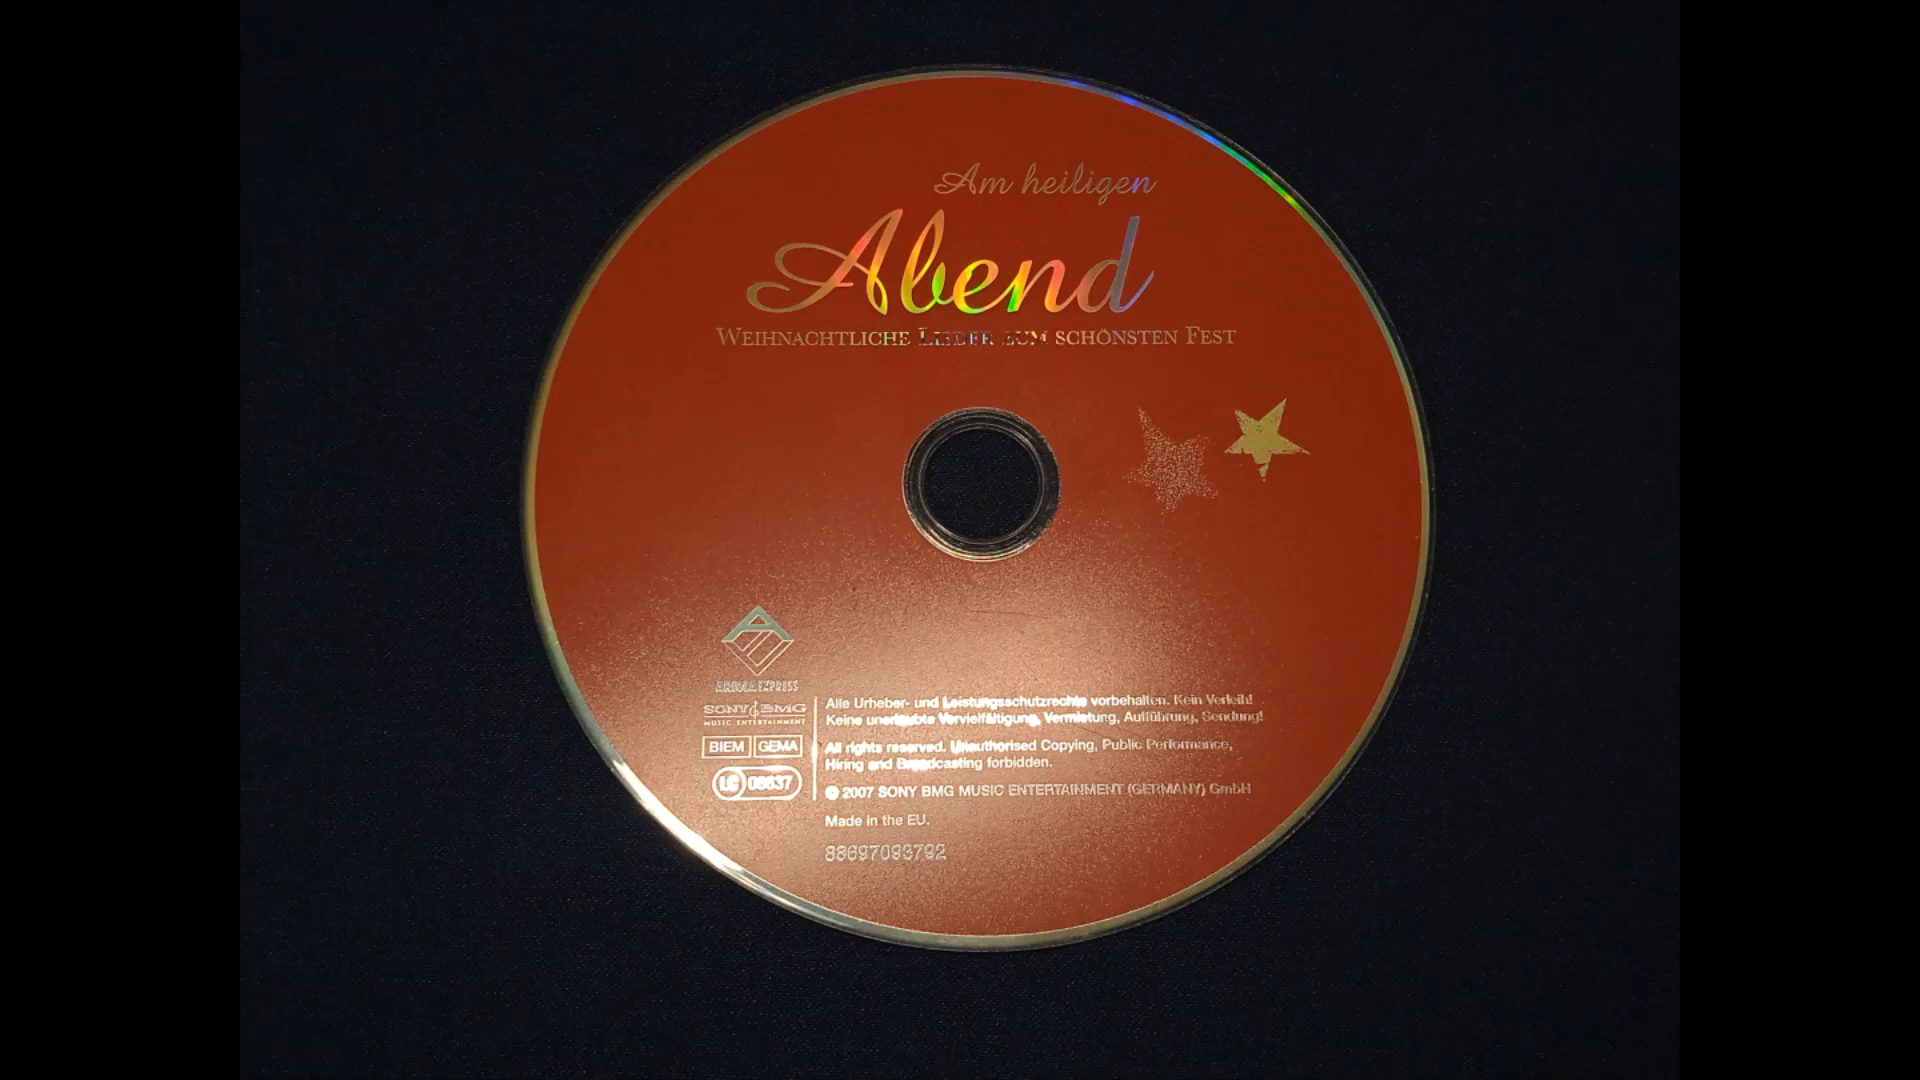 Am heiligen
Abend
WEIHNACHTLICHE LIEDER ZUM SCHÖNSTEN FEST
ARIOLA EXPRESS
SONY BMG
MUSIC ENTERTAINMENT
BIEM GEMA
LC 08637
Alle Urheber- und Leistungsschutzrechte vorbehalten. Kein Verleih!
Keine unerlaubte Vervielfältigung, Vermietung, Aufführung, Sendung!
All rights reserved. Unauthorised Copying, Public Performance,
Hiring and Broadcasting forbidden.
℗ 2007 SONY BMG MUSIC ENTERTAINMENT (GERMANY) GmbH
Made in the EU.
88697093792